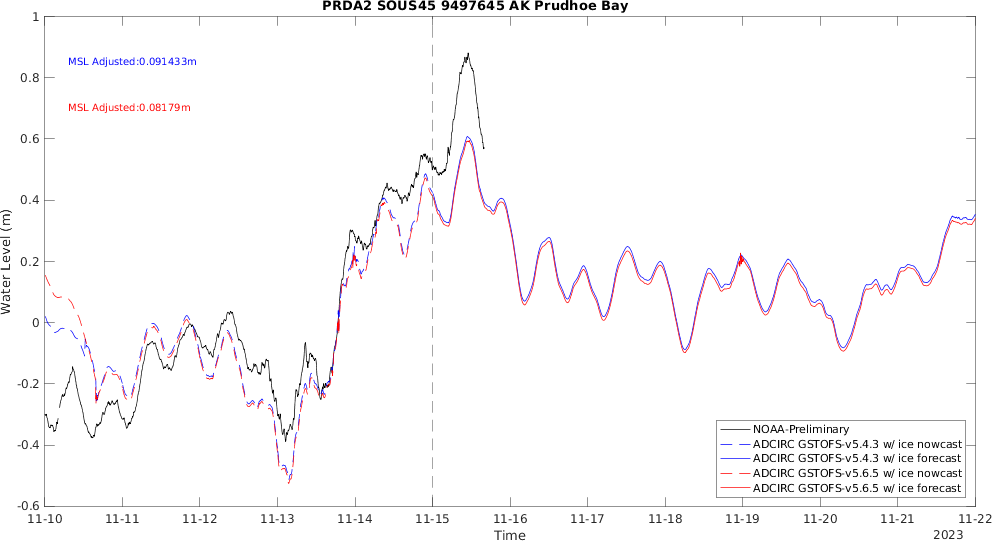 PRDA2 SOUS45 9497645 AK Prudhoe Bay
MSL Adjusted:0.091433m
MSL Adjusted:0.08179m
Water Level (m)
1
0.8
0.6
0.4
0.2
0
-0.2
-0.4
-0.6
NOAA-Preliminary
ADCIRC GSTOFS-v5.4.3 w/ ice nowcast
ADCIRC GSTOFS-v5.4.3 w/ ice forecast
ADCIRC GSTOFS-v5.6.5 w/ ice nowcast
ADCIRC GSTOFS-v5.6.5 w/ ice forecast
11-10 11-11 11-12 11-13 11-14 11-15 11-16 11-17 11-18 11-19 11-20 11-21 11-22
Time
2023